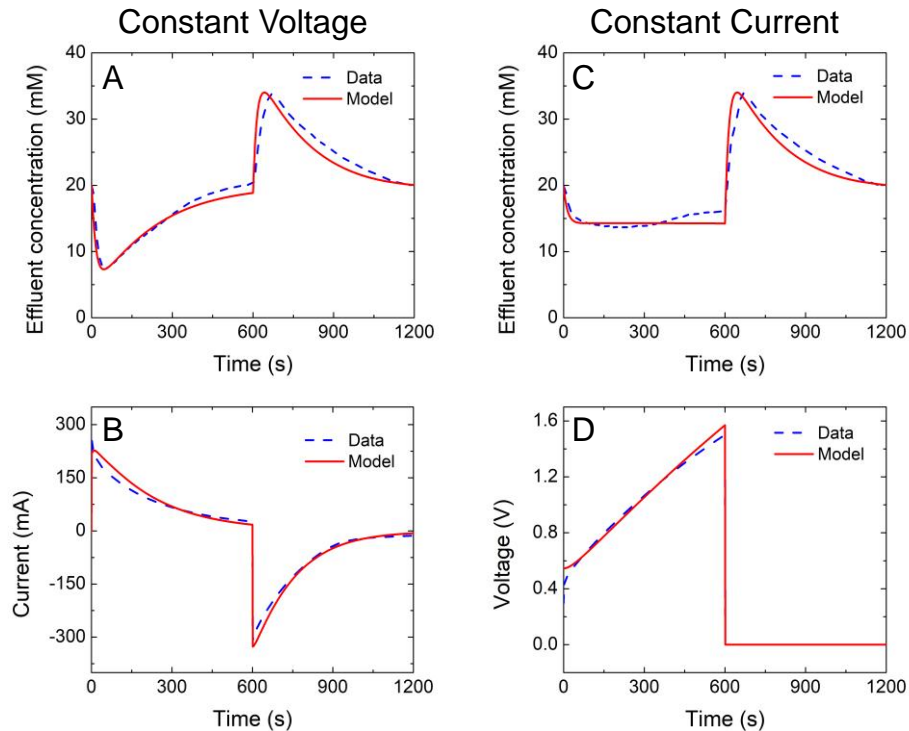 Constant Voltage
Constant Current
A
Data
Model
Effluent concentration (mM)
40
30
20
10
0
0 300 600 900 1200
Time (s)
C
Data
Model
Effluent concentration (mM)
40
30
20
10
0
0 300 600 900 1200
Time (s)
B
Data
Model
Current (mA)
300
150
0
-150
-300
0 300 600 900 1200
Time (s)
D
Data
Model
Voltage (V)
1.6
1.2
0.8
0.4
0.0
0 300 600 900 1200
Time (s)